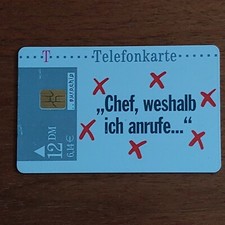 ·T···Telefonkarte···
„Chef, weshalb
ich anrufe...“
12 DM
6,14 €